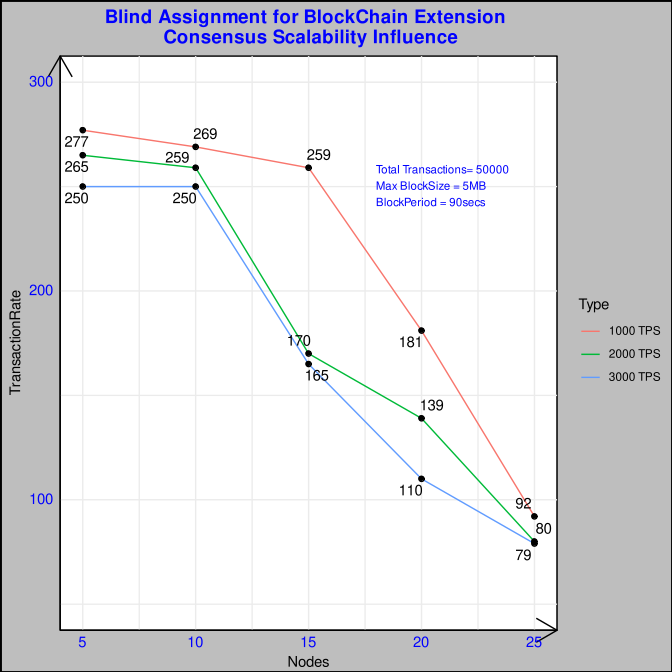 Blind Assignment for BlockChain Extension
Consensus Scalability Influence
300
200
100
TransactionRate
277
265
250
269
259
250
259
170
165
181
139
110
92
80
79
Total Transactions= 50000
Max BlockSize = 5MB
BlockPeriod = 90secs
Type
1000 TPS
2000 TPS
3000 TPS
5 10 15 20 25
Nodes